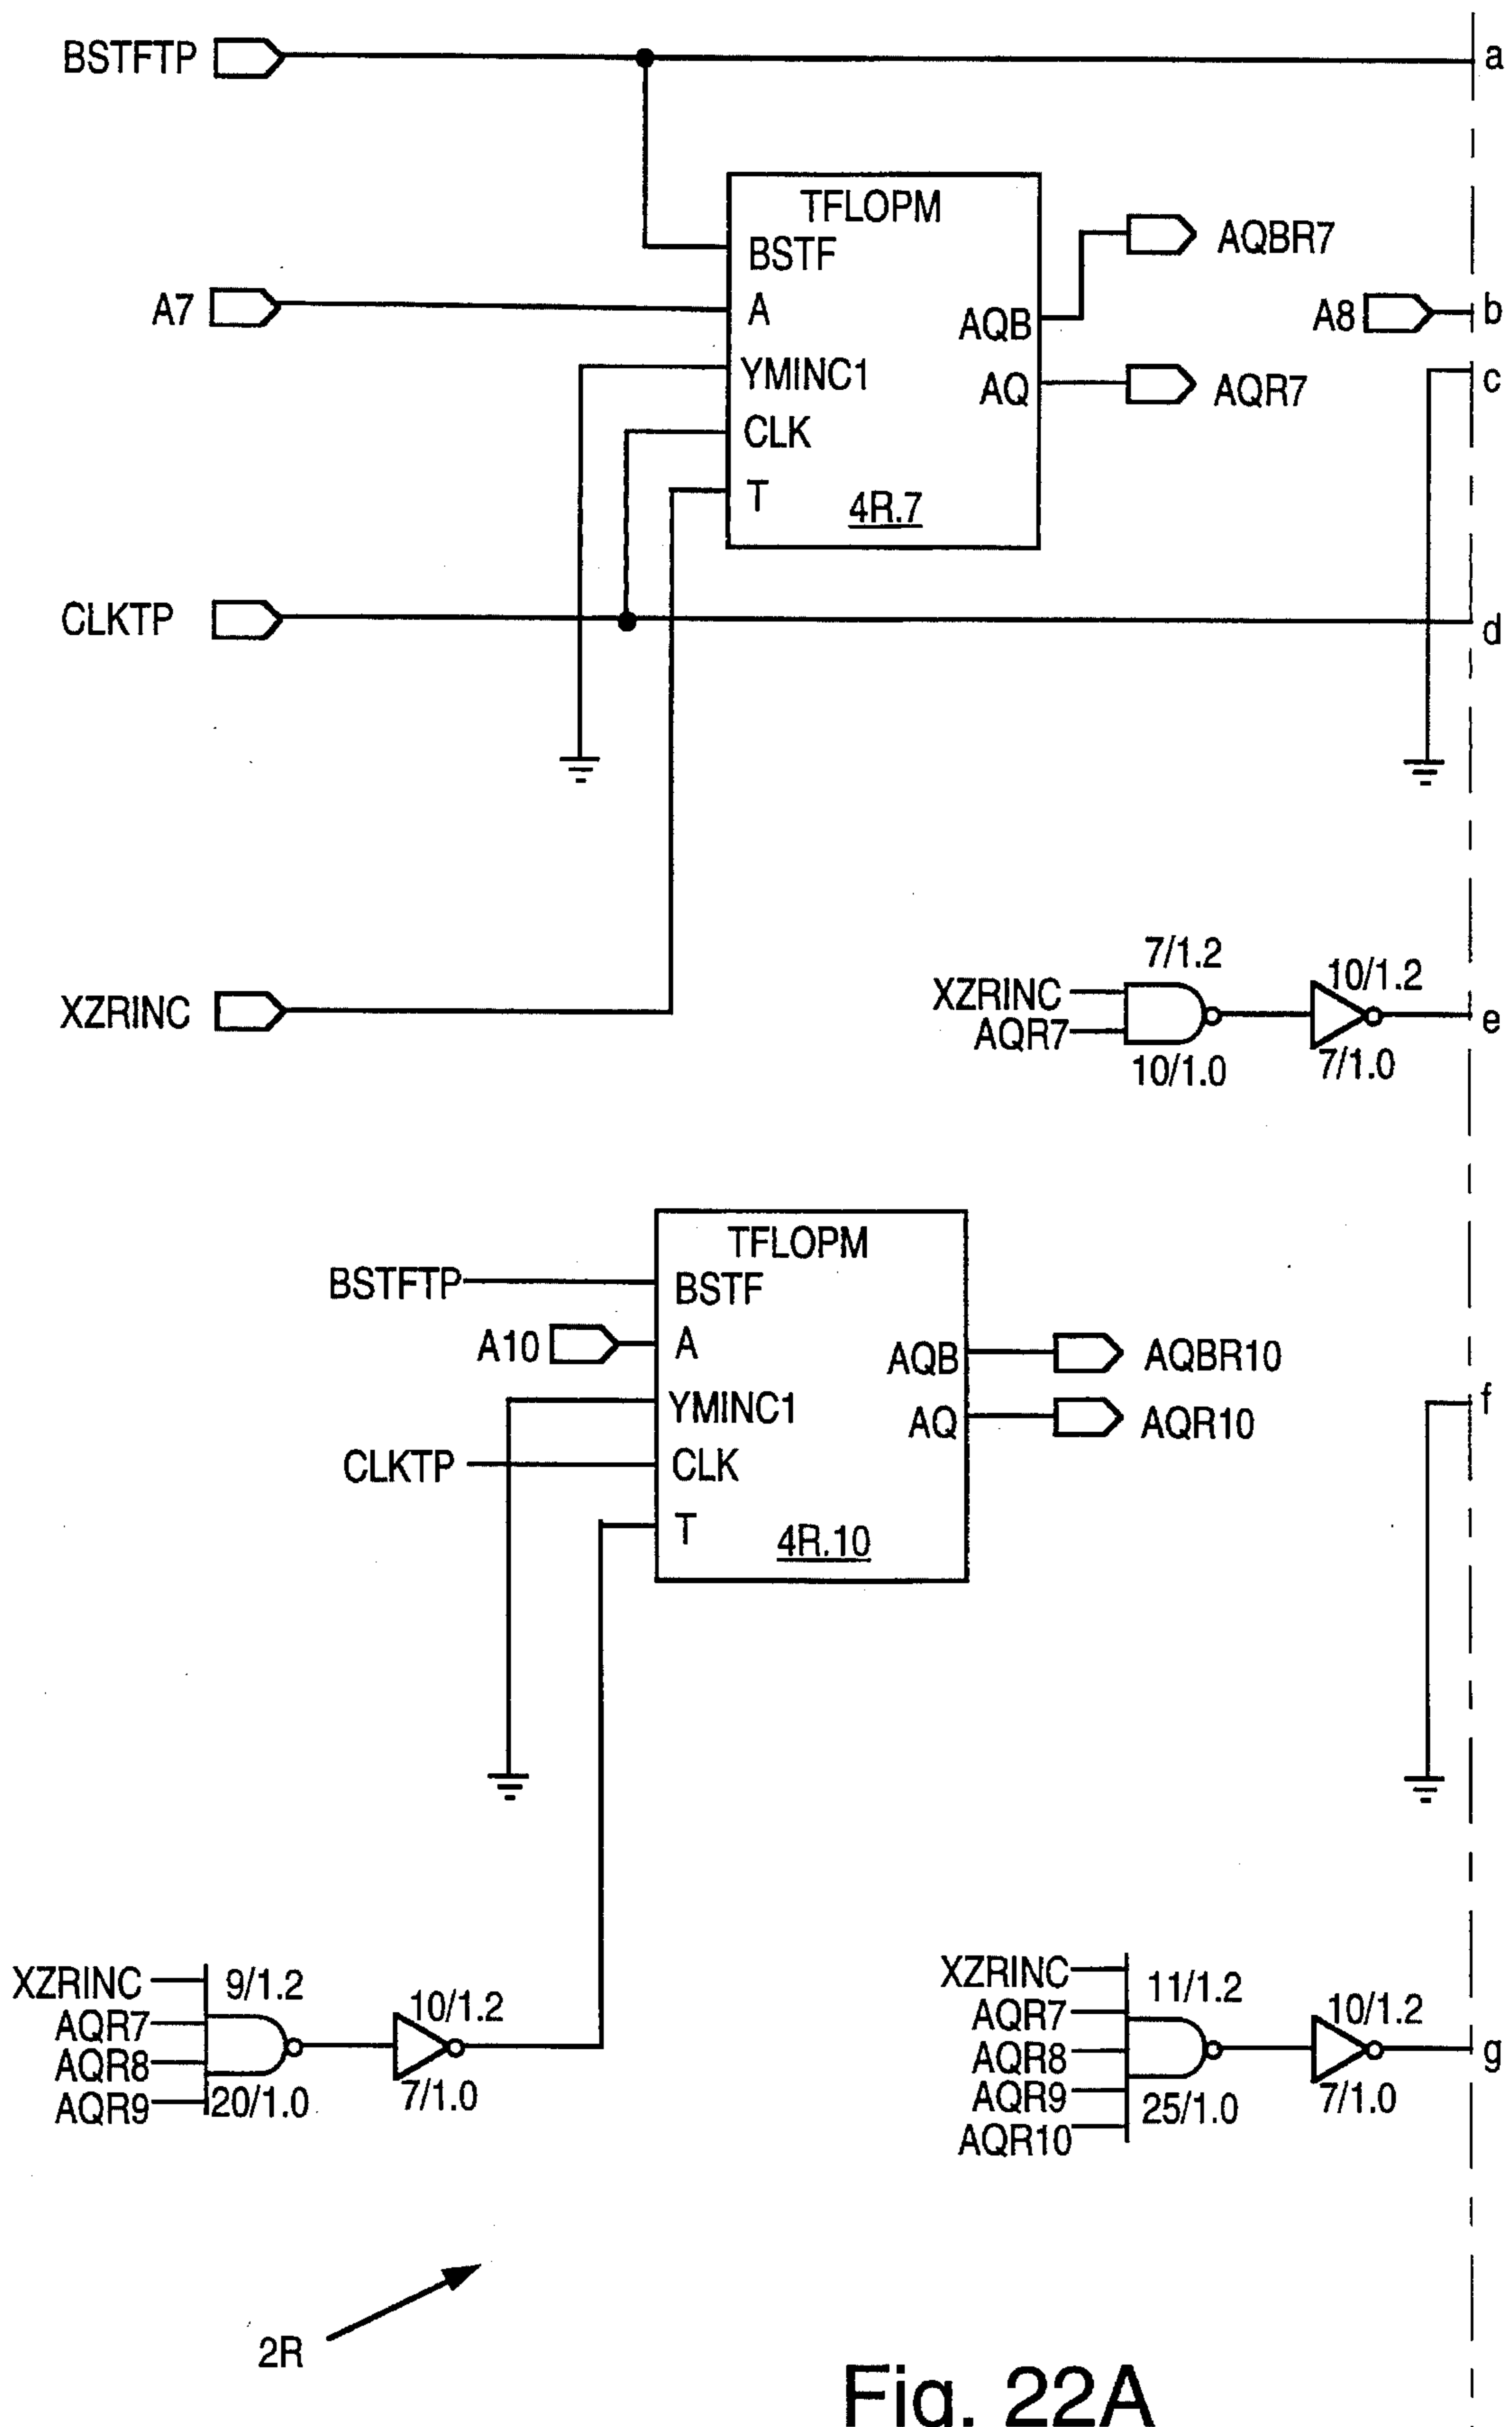 BSTFTP a
TFLOPM
BSTF
AQBR7
A7 A AQB A8 b
YMINC1 AQ AQR7 c
CLK
T 4R.7
CLKTP d
7/1.2 10/1.2
XZRINC XZRINC e
AQR7
10/1.0 7/1.0
TFLOPM
BSTFTP BSTF
A10 A AQB AQBR10
YMINC1 AQ AQR10 f
CLKTP CLK
T 4R.10
XZRINC 9/1.2 10/1.2 XZRINC 11/1.2 10/1.2
AQR7 AQR7
AQR8 AQR8 g
AQR9 20/1.0 7/1.0 AQR9 25/1.0 7/1.0
AQR10
2R
Fig. 22A